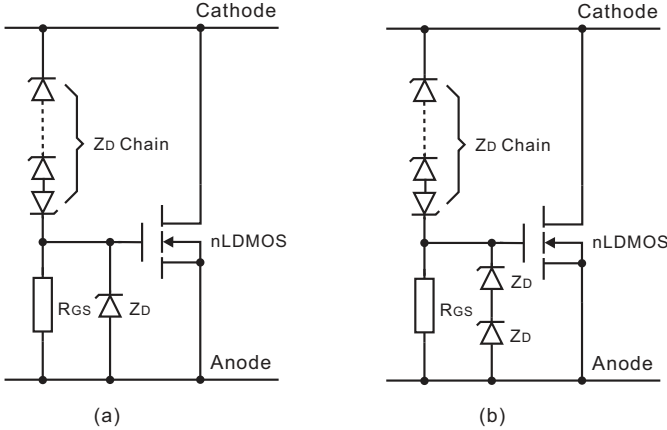 Cathode
ZD Chain
nLDMOS
RGS
ZD
Anode
(a)
Cathode
ZD Chain
nLDMOS
ZD
RGS
ZD
Anode
(b)